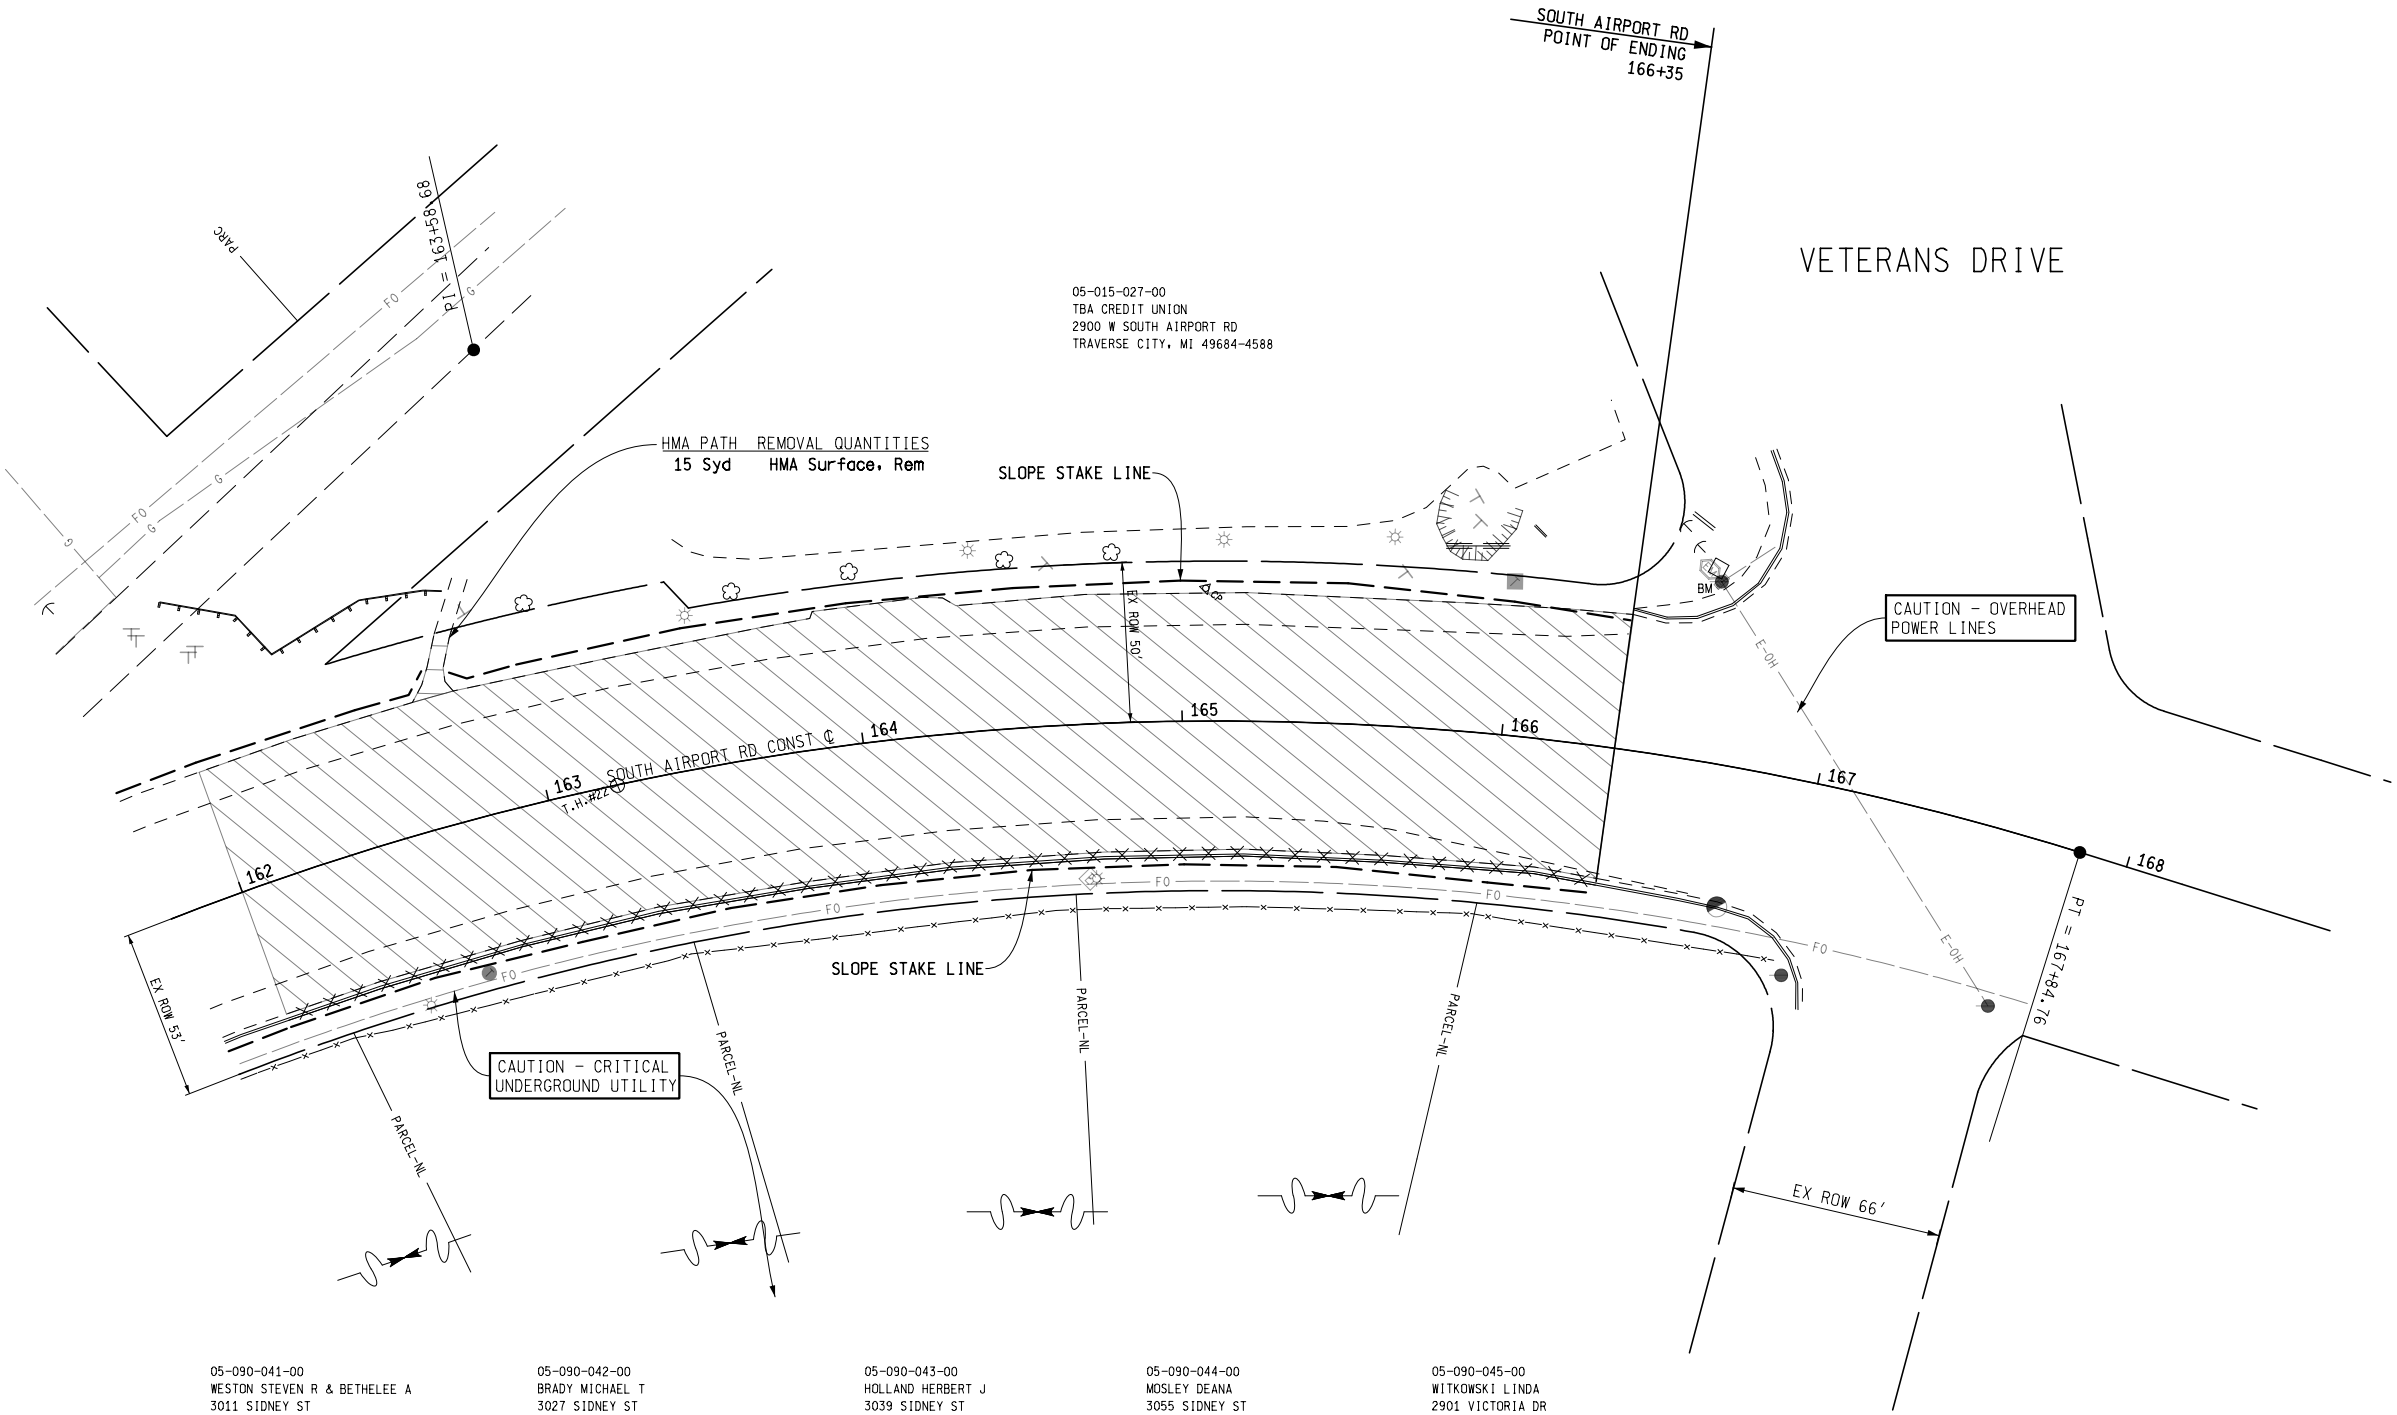 SOUTH AIRPORT RD
POINT OF ENDING
166+35
VETERANS DRIVE
PARC
PI = 163+58.68
FO
G
G
FO
G
G
05-015-027-00
TBA CREDIT UNION
2900 W SOUTH AIRPORT RD
TRAVERSE CITY, MI 49684-4588
HMA PATH REMOVAL QUANTITIES
15 Syd HMA Surface, Rem
SLOPE STAKE LINE
CP
EX ROW 50'
BM
CAUTION - OVERHEAD
POWER LINES
E-OH
162
163
164
165
166
167
168
SOUTH AIRPORT RD CONST ℄
T.H.#22
FO
FO
FO
FO
FO
E-OH
PT = 167+84.76
SLOPE STAKE LINE
EX ROW 53'
CAUTION - CRITICAL
UNDERGROUND UTILITY
PARCEL-NL
PARCEL-NL
PARCEL-NL
PARCEL-NL
EX ROW 66'
05-090-041-00
WESTON STEVEN R & BETHELEE A
3011 SIDNEY ST
05-090-042-00
BRADY MICHAEL T
3027 SIDNEY ST
05-090-043-00
HOLLAND HERBERT J
3039 SIDNEY ST
05-090-044-00
MOSLEY DEANA
3055 SIDNEY ST
05-090-045-00
WITKOWSKI LINDA
2901 VICTORIA DR